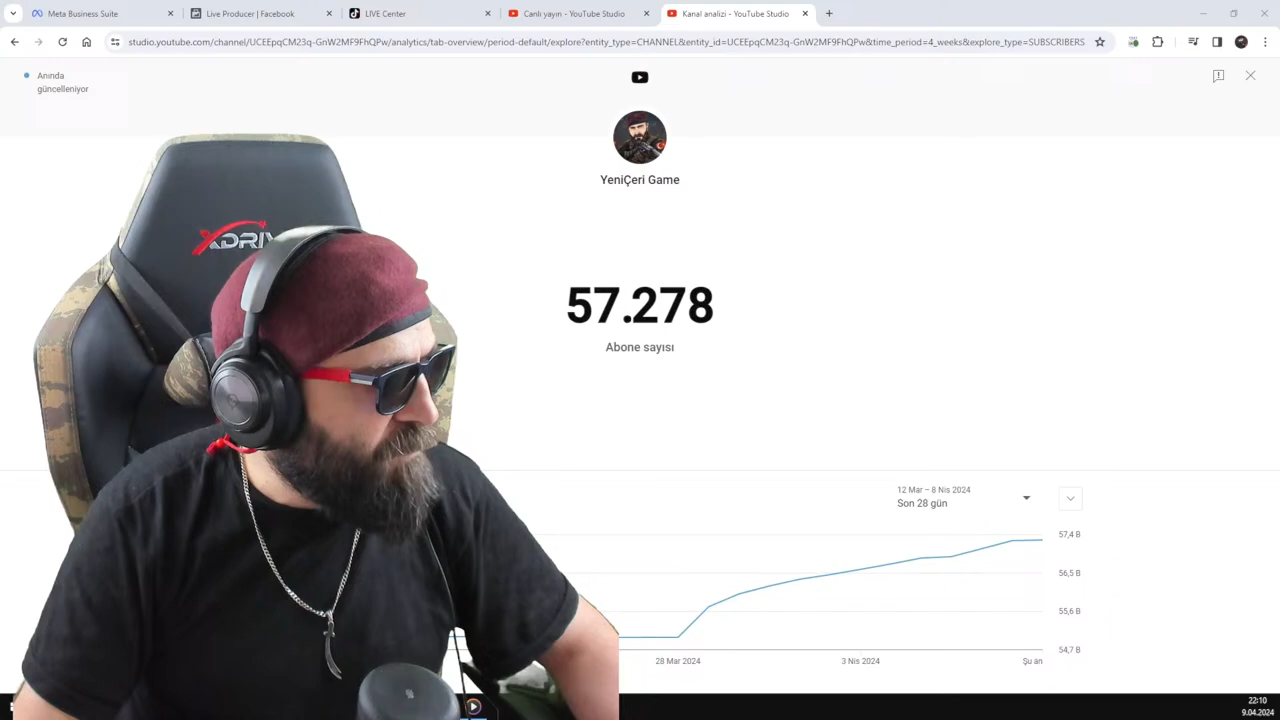 Meta Business Suite
Live Producer | Facebook
LIVE Center
Canlı yayın - YouTube Studio
Kanal analizi - YouTube Studio
studio.youtube.com/channel/UCEEpqCM23q-GnW2MF9FhQPw/analytics/tab-overview/period-default/explore?entity_type=CHANNEL&entity_id=UCEEpqCM23q-GnW2MF9FhQPw&time_period=4_weeks&explore_type=SUBSCRIBERS
Anında
güncelleniyor
YeniÇeri Game
XDRIV
57.278
Abone sayısı
12 Mar – 8 Nis 2024
Son 28 gün
57,4 B
56,5 B
55,6 B
54,7 B
28 Mar 2024
3 Nis 2024
Şu an
22:10
9.04.2024